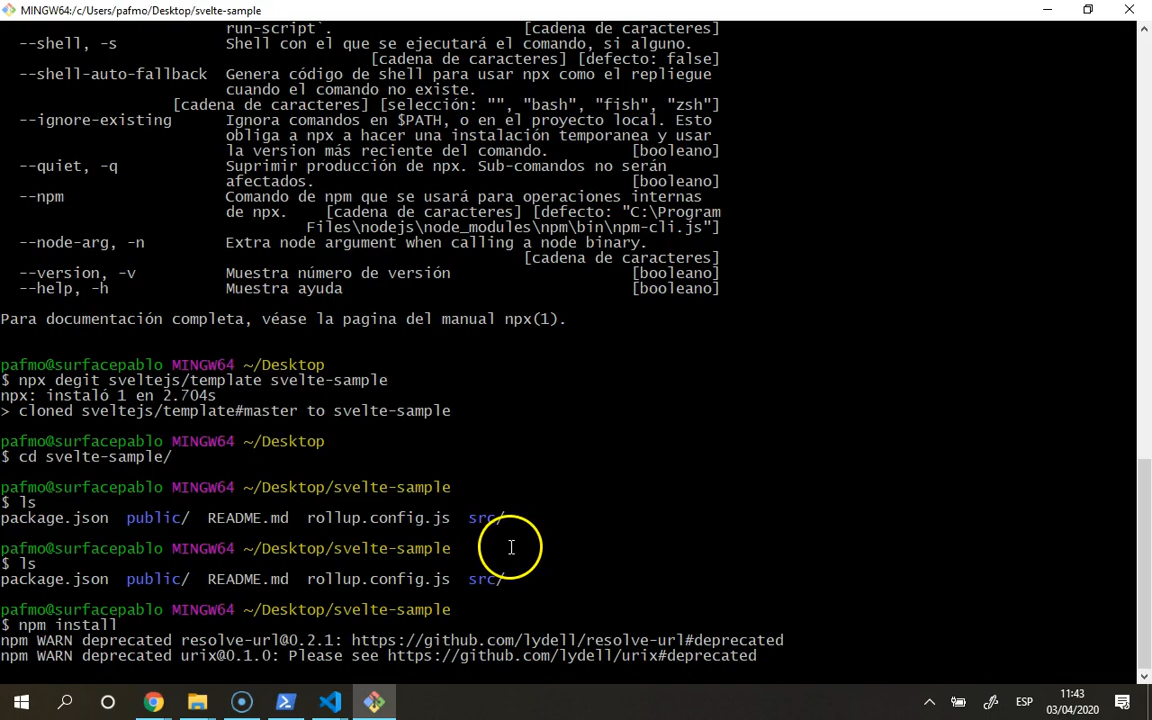 MINGW64:/c/Users/pafmo/Desktop/svelte-sample
run-script`. [cadena de caracteres]
--shell, -s Shell con el que se ejecutará el comando, si alguno.
[cadena de caracteres] [defecto: false]
--shell-auto-fallback Genera código de shell para usar npx como el repliegue
cuando el comando no existe.
[cadena de caracteres] [selección: "", "bash", "fish", "zsh"]
--ignore-existing Ignora comandos en $PATH, o en el proyecto local. Esto
obliga a npx a hacer una instalación temporanea y usar
la version más reciente del comando. [booleano]
--quiet, -q Suprimir producción de npx. Sub-comandos no serán
afectados. [booleano]
--npm Comando de npm que se usará para operaciones internas
de npx. [cadena de caracteres] [defecto: "C:\Program
Files\nodejs\node_modules\npm\bin\npm-cli.js"]
--node-arg, -n Extra node argument when calling a node binary.
[cadena de caracteres]
--version, -v Muestra número de versión [booleano]
--help, -h Muestra ayuda [booleano]
Para documentación completa, véase la pagina del manual npx(1).
pafmo@surfacepablo MINGW64 ~/Desktop
$ npx degit sveltejs/template svelte-sample
npx: instaló 1 en 2.704s
> cloned sveltejs/template#master to svelte-sample
pafmo@surfacepablo MINGW64 ~/Desktop
$ cd svelte-sample/
pafmo@surfacepablo MINGW64 ~/Desktop/svelte-sample
$ ls
package.json public/ README.md rollup.config.js src/
pafmo@surfacepablo MINGW64 ~/Desktop/svelte-sample
$ ls
package.json public/ README.md rollup.config.js src/
pafmo@surfacepablo MINGW64 ~/Desktop/svelte-sample
$ npm install
npm WARN deprecated resolve-url@0.2.1: https://github.com/lydell/resolve-url#deprecated
npm WARN deprecated urix@0.1.0: Please see https://github.com/lydell/urix#deprecated
ESP
11:43
03/04/2020